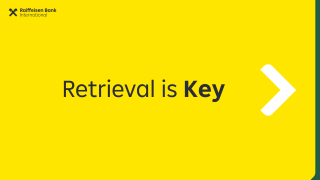 Raiffeisen Bank
International
Retrieval is Key